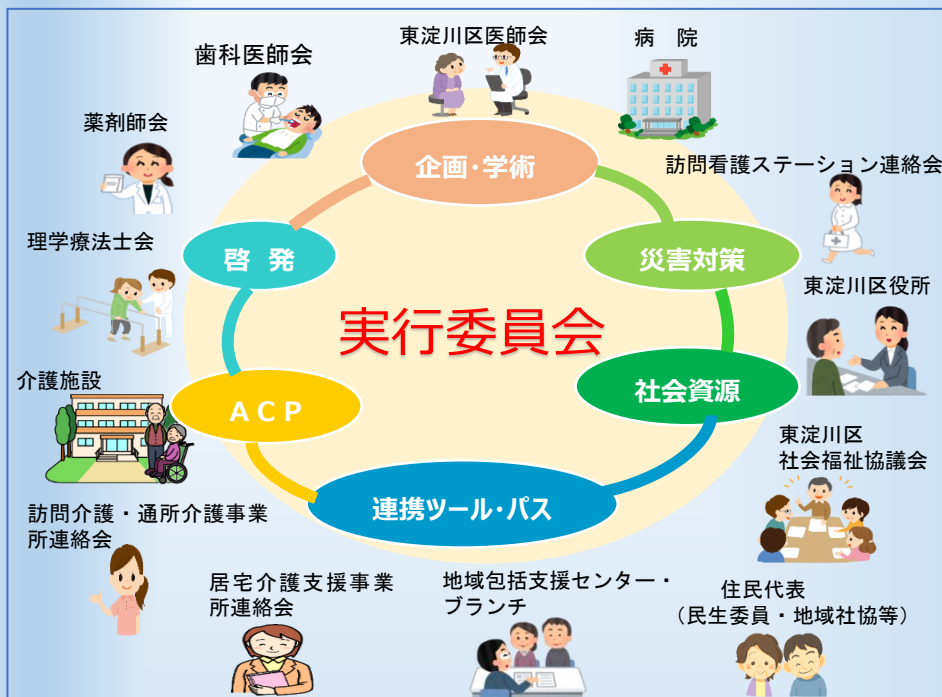 東淀川区医師会
病　院
歯科医師会
薬剤師会
企画・学術
訪問看護ステーション連絡会
理学療法士会
啓　発
災害対策
東淀川区役所
実行委員会
介護施設
ＡＣＰ
社会資源
東淀川区
社会福祉協議会
連携ツール・パス
訪問介護・通所介護事業
所連絡会
居宅介護支援事業
所連絡会
地域包括支援センター・
ブランチ
住民代表
（民生委員・地域社協等）